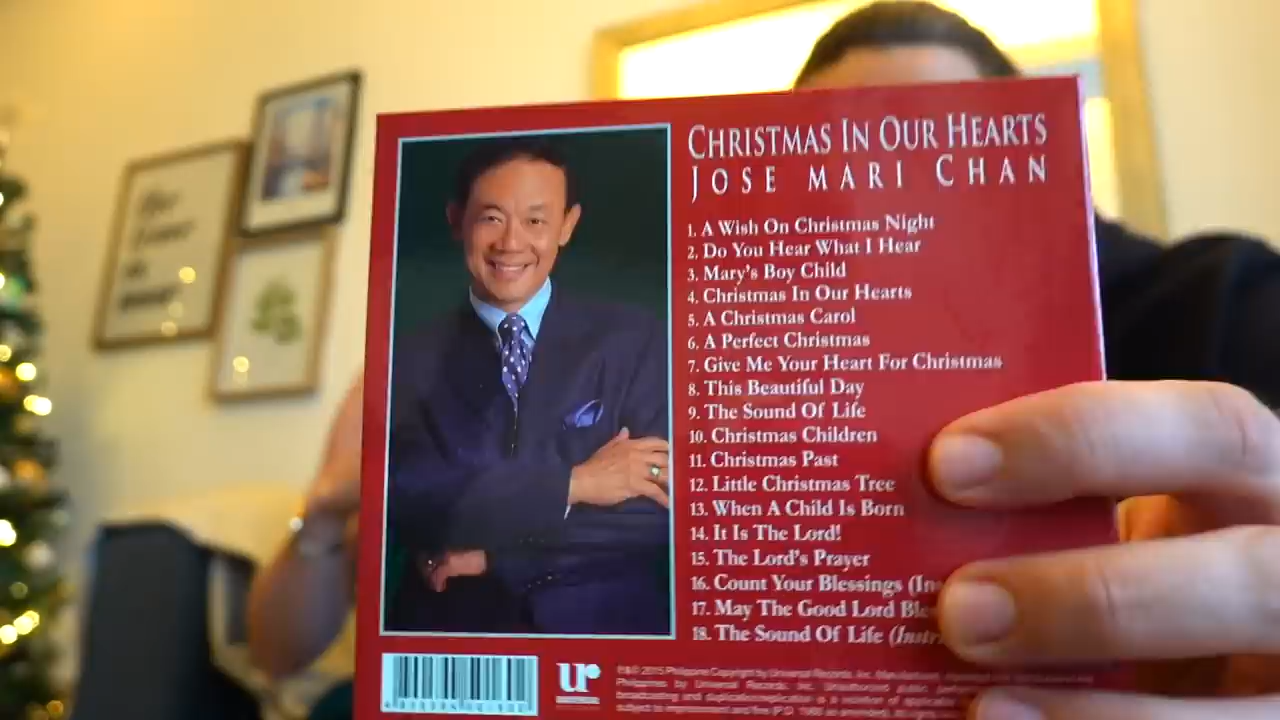 CHRISTMAS IN OUR HEARTS
JOSE MARI CHAN
1. A Wish On Christmas Night
2. Do You Hear What I Hear
3. Mary's Boy Child
4. Christmas In Our Hearts
5. A Christmas Carol
6. A Perfect Christmas
7. Give Me Your Heart For Christmas
8. This Beautiful Day
9. The Sound Of Life
10. Christmas Children
11. Christmas Past
12. Little Christmas Tree
13. When A Child Is Born
14. It Is The Lord!
15. The Lord's Prayer
16. Count Your Blessings
17. May The Good Lord
18. The Sound Of Life
ur